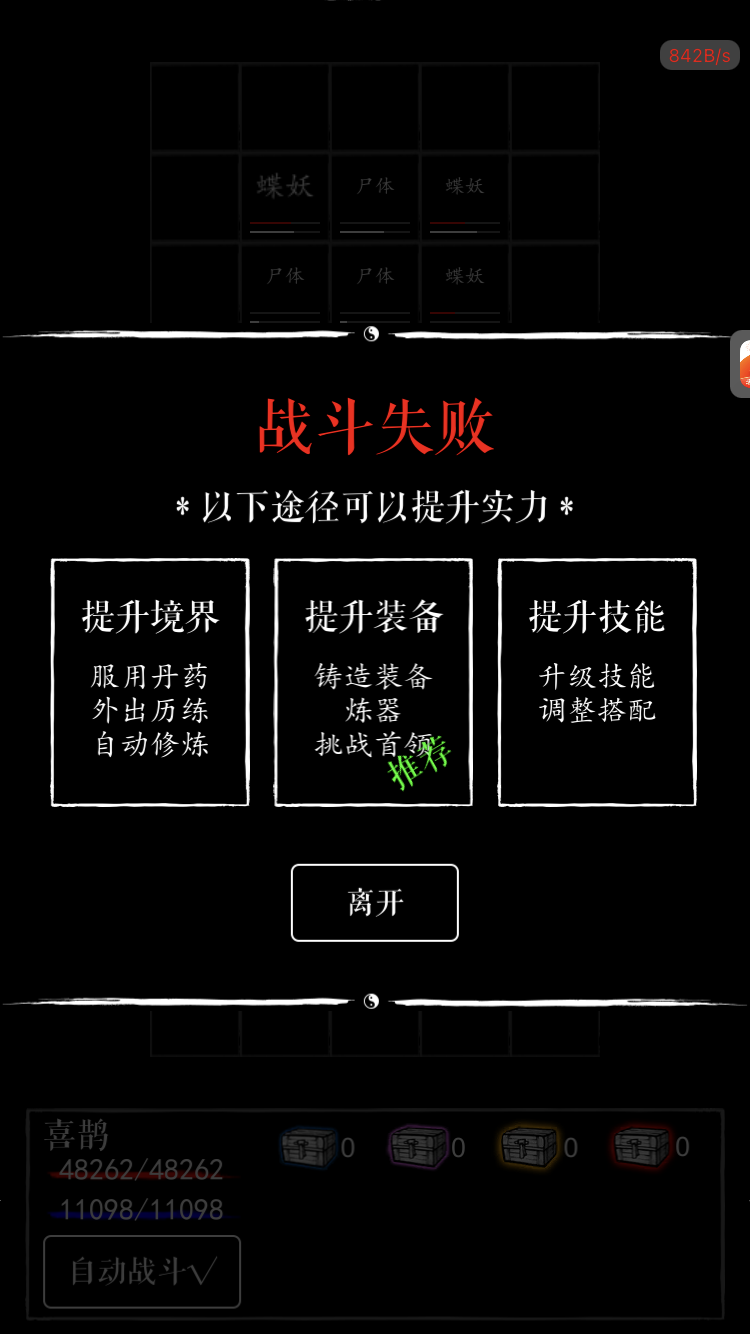 842B/s
蝶妖 尸体 蝶妖
尸体 尸体 蝶妖
战斗失败
*以下途径可以提升实力*
提升境界
服用丹药
外出历练
自动修炼
提升装备
铸造装备
炼器
挑战首领
推荐
提升技能
升级技能
调整搭配
离开
喜鹊
48262/48262
11098/11098
0 0 0 0
自动战斗√